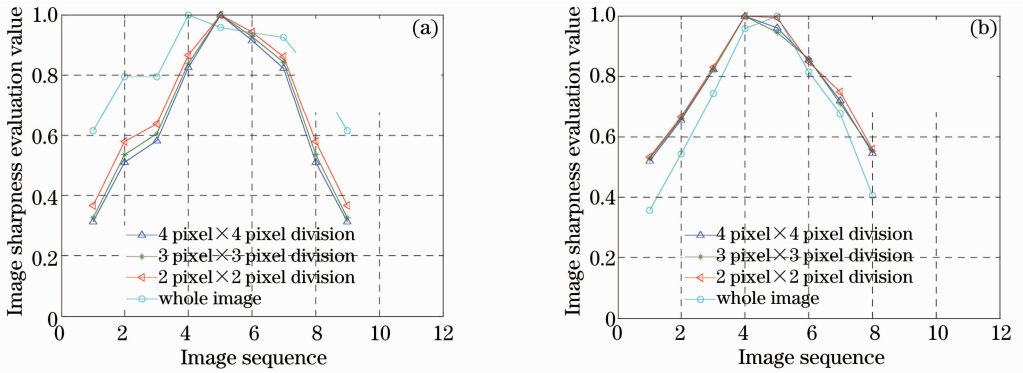 Image sharpness evaluation value
1.0
0.8
0.6
0.4
0.2
0
(a)
4 pixel×4 pixel division
3 pixel×3 pixel division
2 pixel×2 pixel division
whole image
0 2 4 6 8 10 12
Image sequence
Image sharpness evaluation value
1.0
0.8
0.6
0.4
0.2
0
(b)
4 pixel×4 pixel division
3 pixel×3 pixel division
2 pixel×2 pixel division
whole image
0 2 4 6 8 10 12
Image sequence